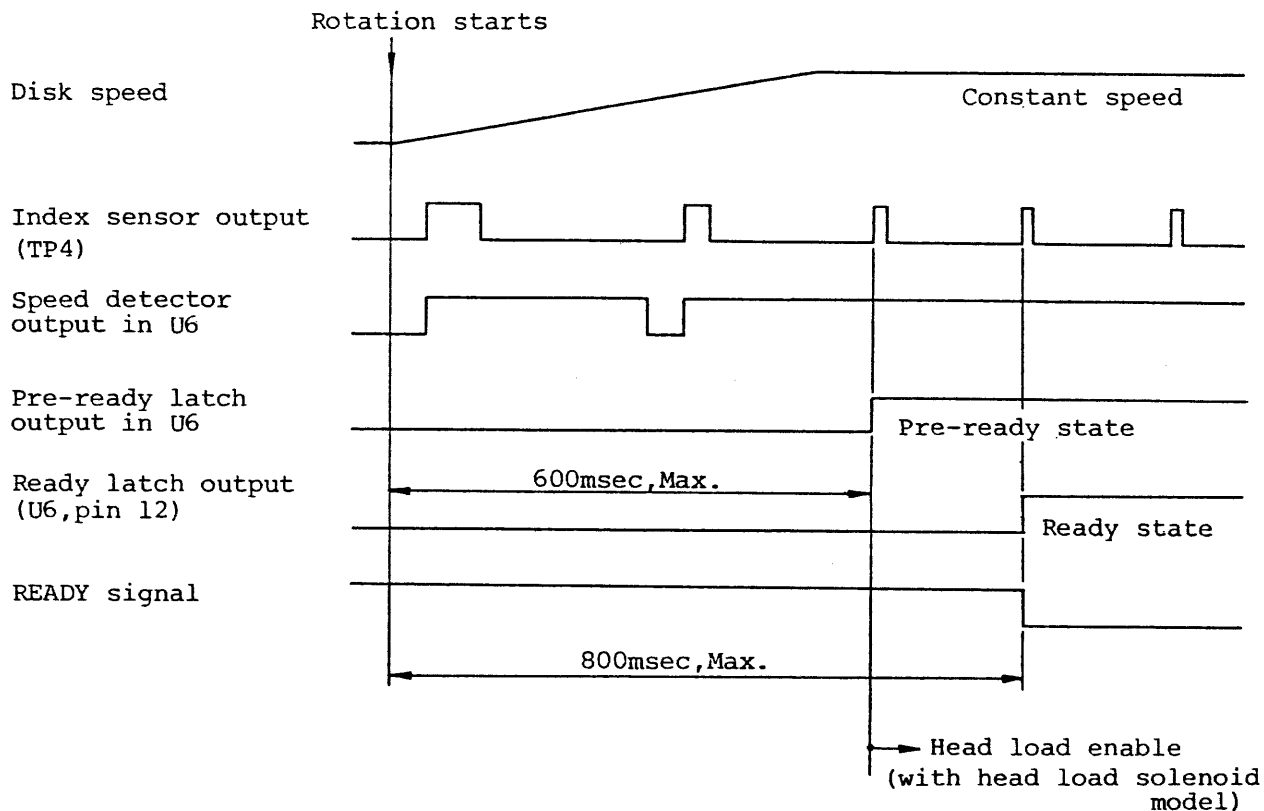 Rotation starts
Disk speed
Constant speed
Index sensor output
(TP4)
Speed detector
output in U6
Pre-ready latch
output in U6
Pre-ready state
600msec,Max.
Ready latch output
(U6,pin 12)
Ready state
READY signal
800msec,Max.
Head load enable
(with head load solenoid
model)